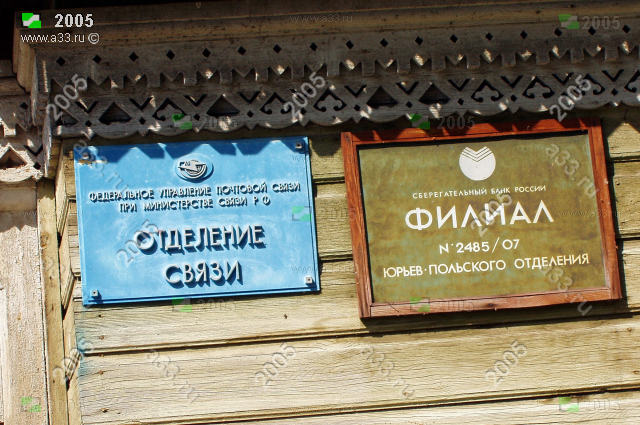 2005
www.a33.ru ©
ФЕДЕРАЛЬНОЕ УПРАВЛЕНИЕ ПОЧТОВОЙ СВЯЗИ
ПРИ МИНИСТЕРСТВЕ СВЯЗИ РФ
ОТДЕЛЕНИЕ
СВЯЗИ
СБЕРЕГАТЕЛЬНЫЙ БАНК РОССИИ
ФИЛИАЛ
N°2485/07
ЮРЬЕВ-ПОЛЬСКОГО ОТДЕЛЕНИЯ